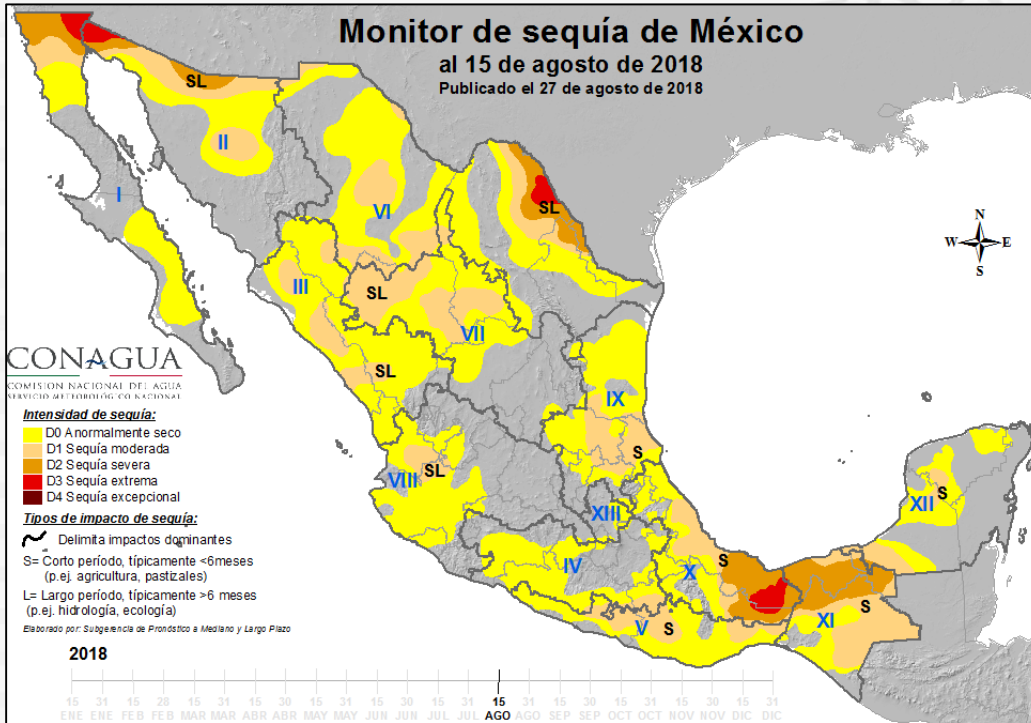 Monitor de sequía de México
al 15 de agosto de 2018
Publicado el 27 de agosto de 2018
SL
II
I
VI
SL
N
W E
S
III
SL
VII
SL
IX
S
VIII
SL
XIII
XII
S
IV
X
S
V
S
XI
S
CONAGUA
COMISION NACIONAL DEL AGUA
SERVICIO METEOROLOGICO NACIONAL
Intensidad de sequía:
D0 Anormalmente seco
D1 Sequía moderada
D2 Sequía severa
D3 Sequía extrema
D4 Sequía excepcional
Tipos de impacto de sequía:
Delimita impactos dominantes
S= Corto período, típicamente <6meses
(p.ej. agricultura, pastizales)
L= Largo período, típicamente >6 meses
(p.ej. hidrología, ecología)
Elaborado por: Subgerencia de Pronóstico a Mediano y Largo Plazo
2018
15 31 15 28 15 31 15 30 15 31 15 30 15 31 15 31 15 30 15 31 15 30 15 31
ENE ENE FEB FEB MAR MAR ABR ABR MAY MAY JUN JUN JUL JUL AGO AGO SEP SEP OCT OCT NOV NOV DIC DIC